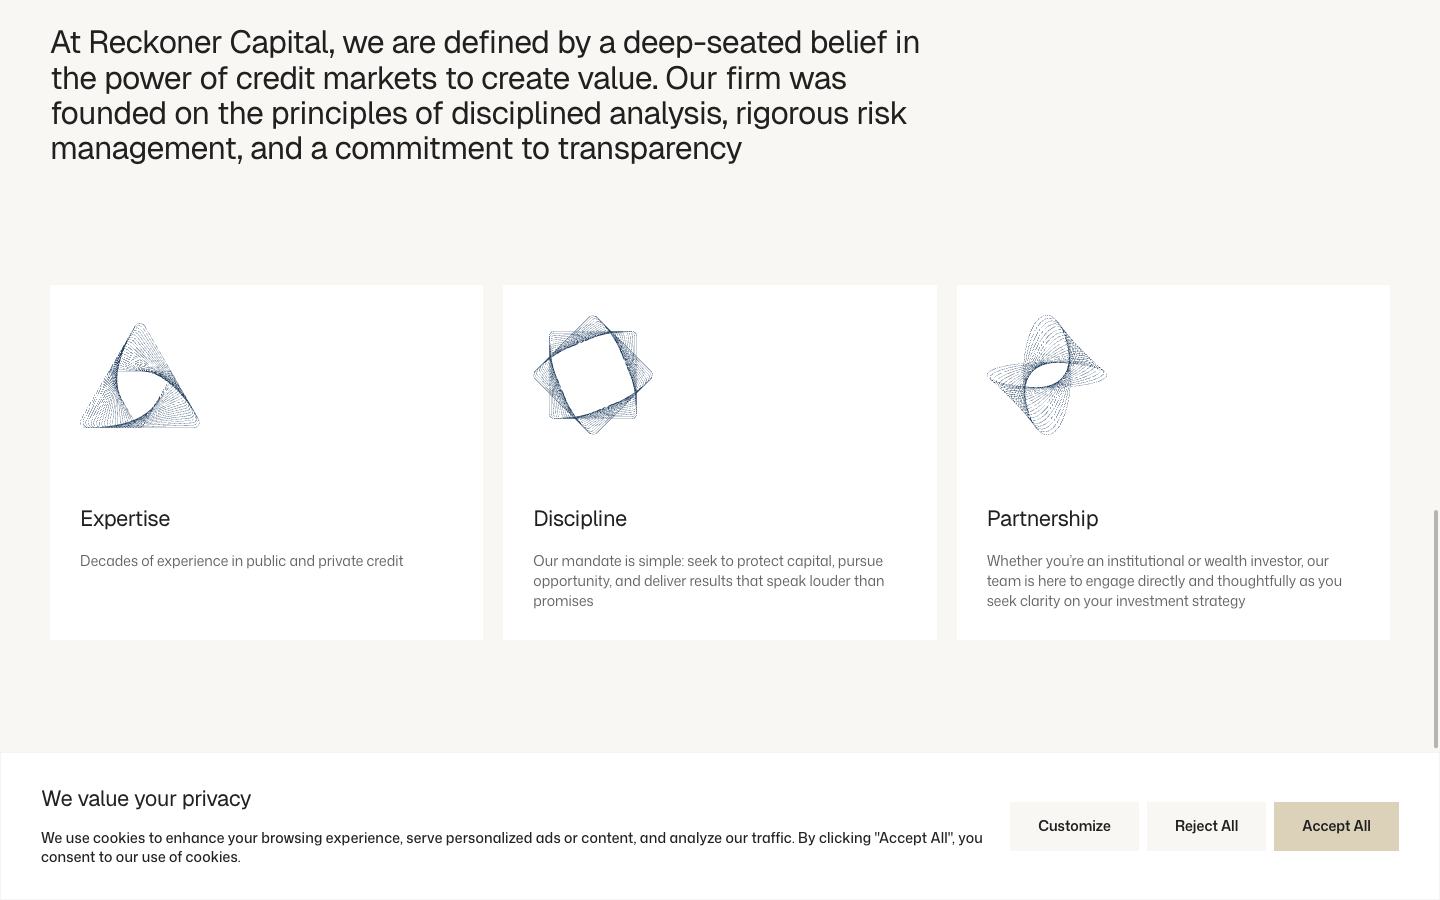 At Reckoner Capital, we are defined by a deep-seated belief in
the power of credit markets to create value. Our firm was
founded on the principles of disciplined analysis, rigorous risk
management, and a commitment to transparency
Expertise
Decades of experience in public and private credit
Discipline
Our mandate is simple: seek to protect capital, pursue
opportunity, and deliver results that speak louder than
promises
Partnership
Whether you're an institutional or wealth investor, our
team is here to engage directly and thoughtfully as you
seek clarity on your investment strategy
We value your privacy
We use cookies to enhance your browsing experience, serve personalized ads or content, and analyze our traffic. By clicking "Accept All", you
consent to our use of cookies.
Customize
Reject All
Accept All